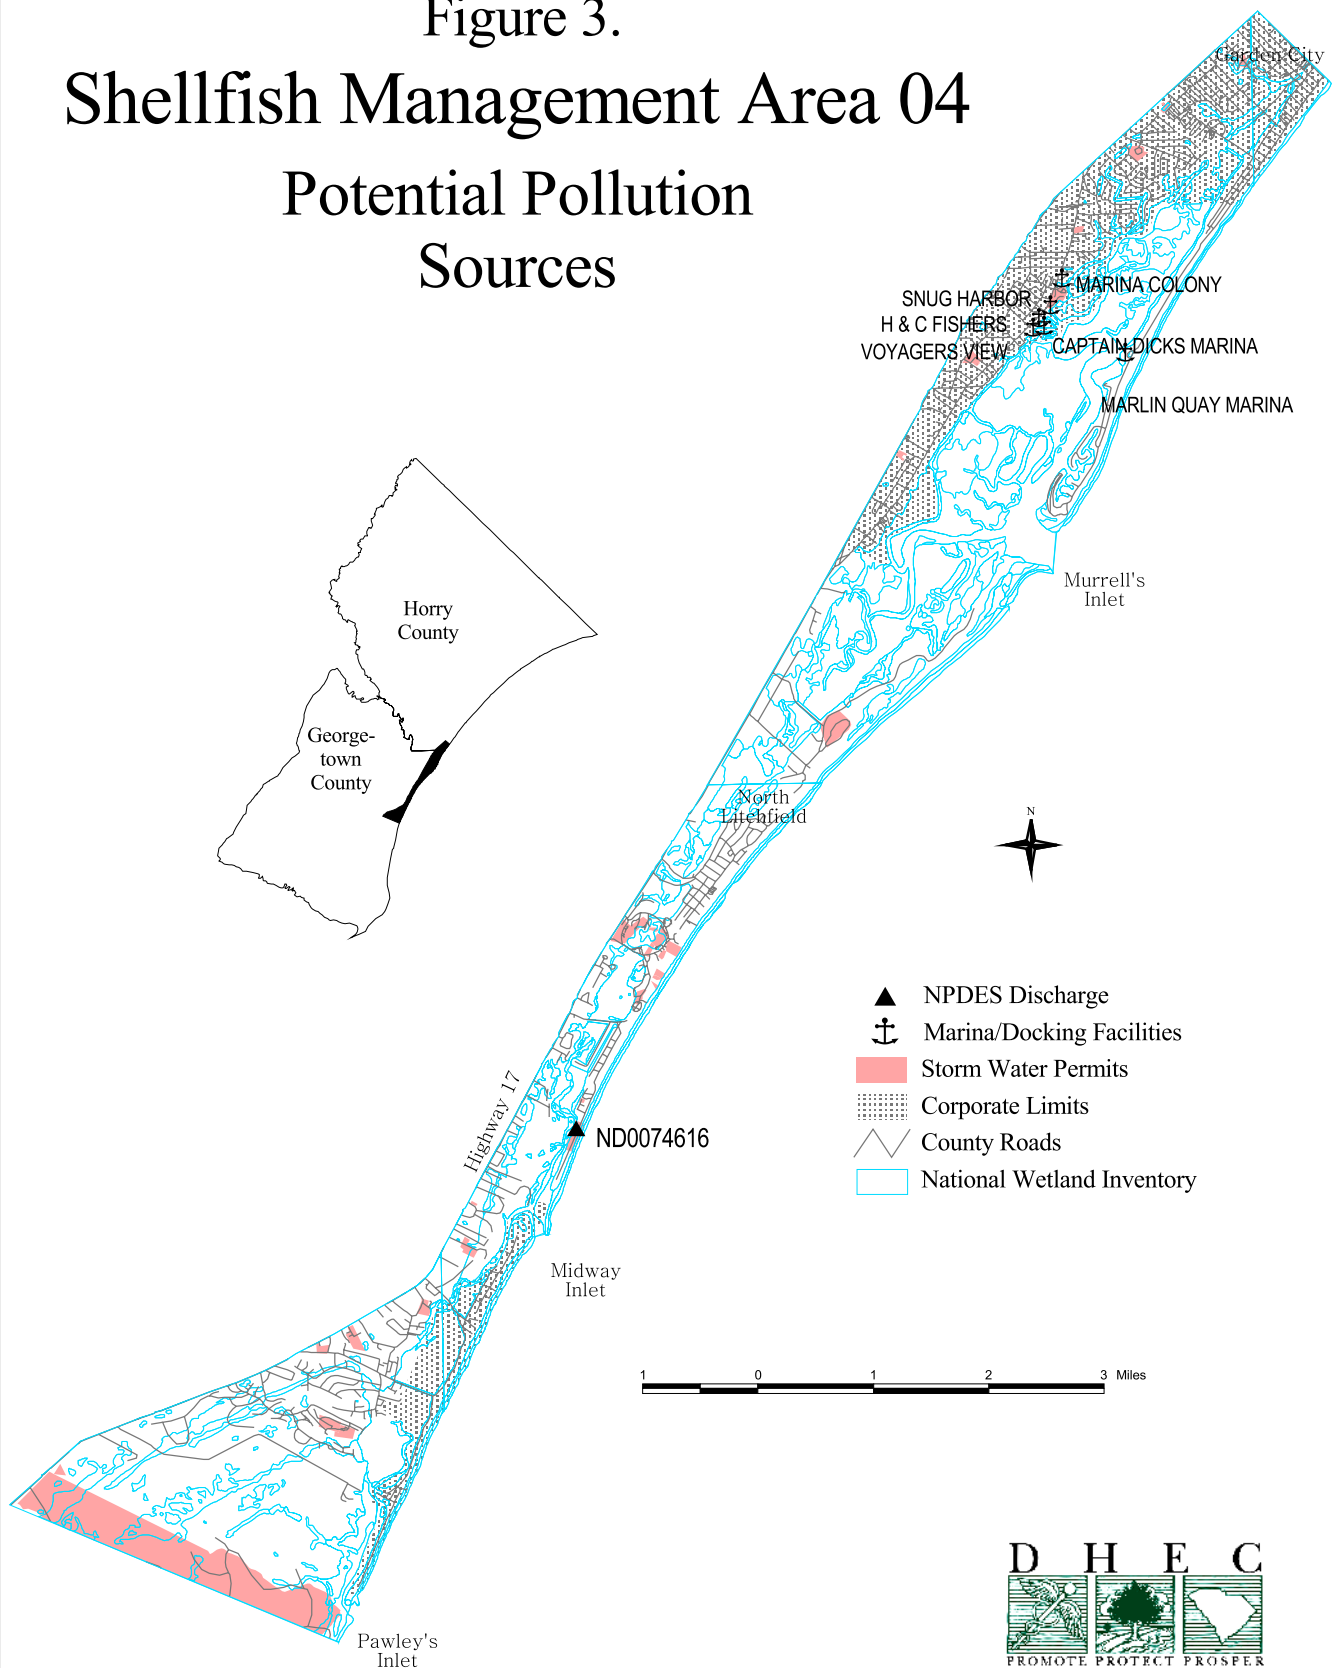 Figure 3.
Shellfish Management Area 04
Potential Pollution
Sources
Garden City
MARINA COLONY
SNUG HARBOR
H & C FISHERS
VOYAGERS VIEW
CAPTAIN DICKS MARINA
MARLIN QUAY MARINA
Murrell's
Inlet
Horry
County
George-
town
County
North
Litchfield
N
NPDES Discharge
Marina/Docking Facilities
Storm Water Permits
Corporate Limits
County Roads
National Wetland Inventory
Highway 17
ND0074616
Midway
Inlet
1 0 1 2 3 Miles
Pawley's
Inlet
D H E C
PROMOTE PROTECT PROSPER